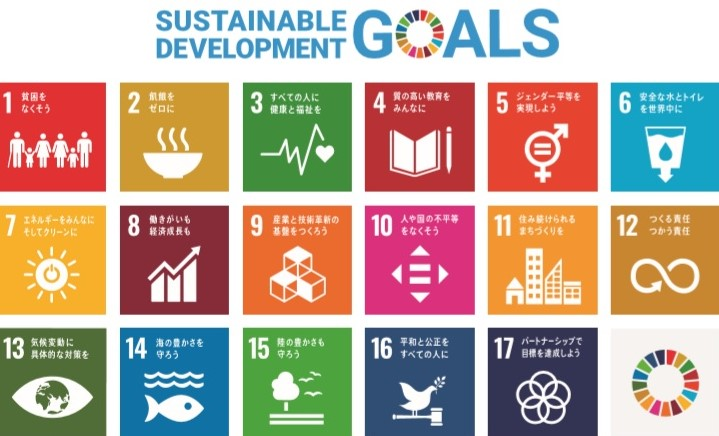 SUSTAINABLE
DEVELOPMENT
GOALS
1 貧困を
なくそう
2 飢餓を
ゼロに
3 すべての人に
健康と福祉を
4 質の高い教育を
みんなに
5 ジェンダー平等を
実現しよう
6 安全な水とトイレ
を世界中に
7 エネルギーをみんなに
そしてクリーンに
8 働きがいも
経済成長も
9 産業と技術革新の
基盤をつくろう
10 人や国の不平等
をなくそう
11 住み続けられる
まちづくりを
12 つくる責任
つかう責任
13 気候変動に
具体的な対策を
14 海の豊かさを
守ろう
15 陸の豊かさも
守ろう
16 平和と公正を
すべての人に
17 パートナーシップで
目標を達成しよう